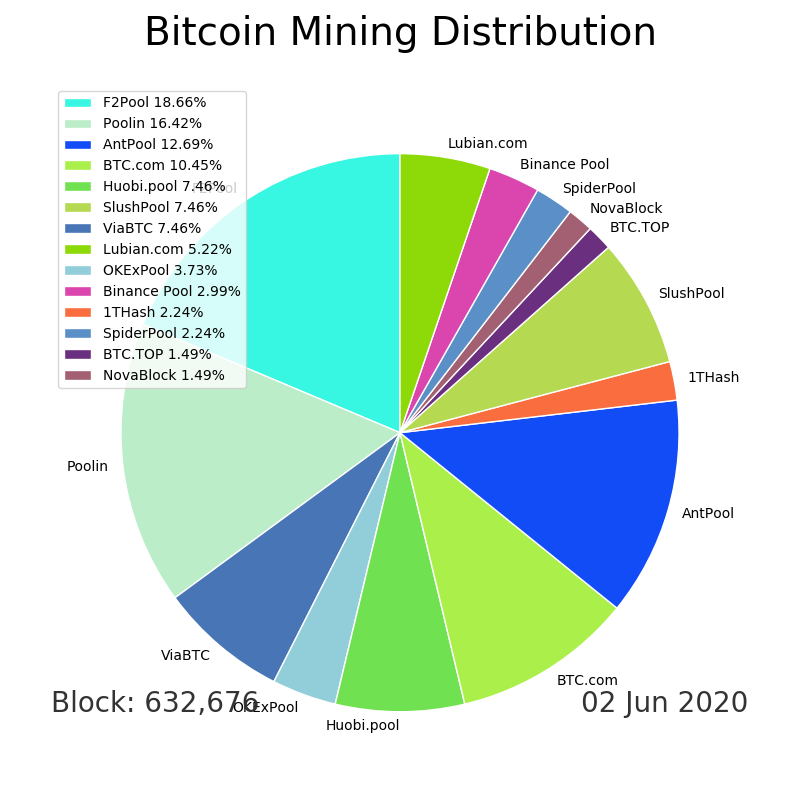 Bitcoin Mining Distribution
F2Pool 18.66%
Poolin 16.42%
AntPool 12.69%
BTC.com 10.45%
Huobi.pool 7.46%
SlushPool 7.46%
ViaBTC 7.46%
Lubian.com 5.22%
OKExPool 3.73%
Binance Pool 2.99%
1THash 2.24%
SpiderPool 2.24%
BTC.TOP 1.49%
NovaBlock 1.49%
Lubian.com
Binance Pool
SpiderPool
NovaBlock
BTC.TOP
SlushPool
1THash
AntPool
BTC.com
Huobi.pool
OKExPool
ViaBTC
Poolin
Block: 632,676
02 Jun 2020